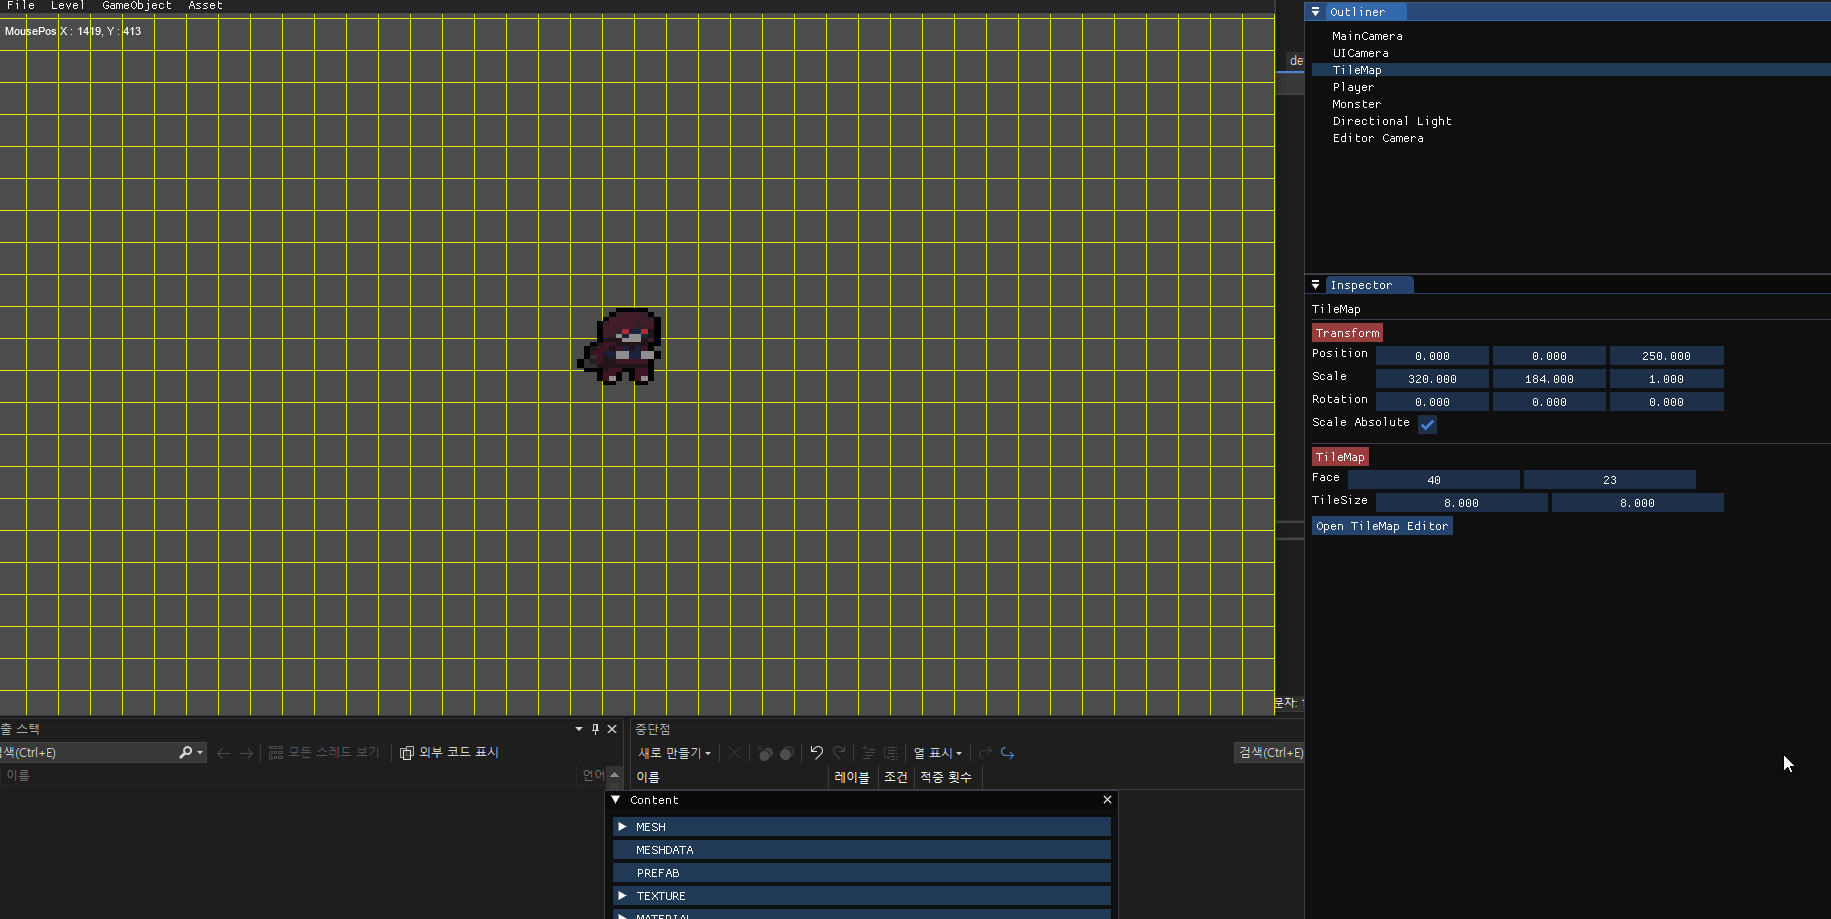 File Level GameObject Asset
MousePos X : 1419, Y : 413
Outliner
MainCamera
UICamera
TileMap
Player
Monster
Directional Light
Editor Camera
Inspector
TileMap
Transform
Position 0.000 0.000 250.000
Scale 320.000 184.000 1.000
Rotation 0.000 0.000 0.000
Scale Absolute
TileMap
Face 40 23
TileSize 8.000 8.000
Open TileMap Editor
de
문자: 1
출 스택
색(Ctrl+E) 모든 스레드 보기 외부 코드 표시
이름 언어
중단점
새로 만들기 열 표시 검색(Ctrl+E)
이름 레이블 조건 적중 횟수
Content
MESH
MESHDATA
PREFAB
TEXTURE
MATERIAL